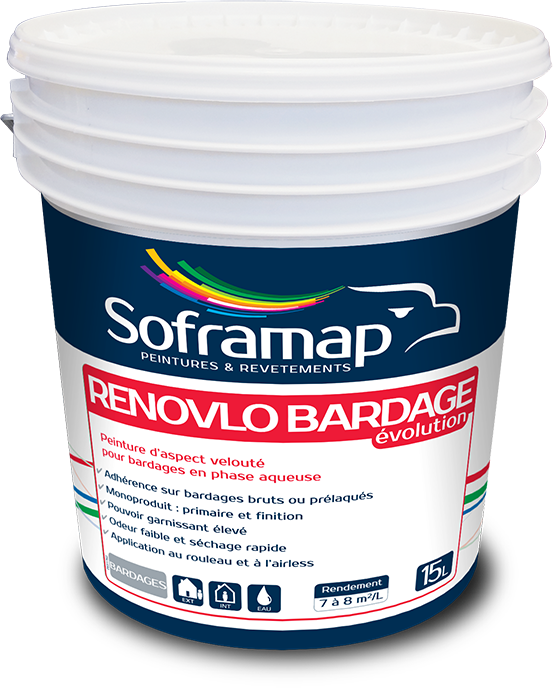 Soframap
PEINTURES & REVETEMENTS
RENOVLO BARDAGE
évolution
Peinture d'aspect velouté
pour bardages en phase aqueuse
Adhérence sur bardages bruts ou prélaqués
Monoproduit : primaire et finition
Pouvoir garnissant élevé
Odeur faible et séchage rapide
Application au rouleau et à l'airless
BARDAGES
EXT
INT
EAU
Rendement
7 à 8 m²/L
15L